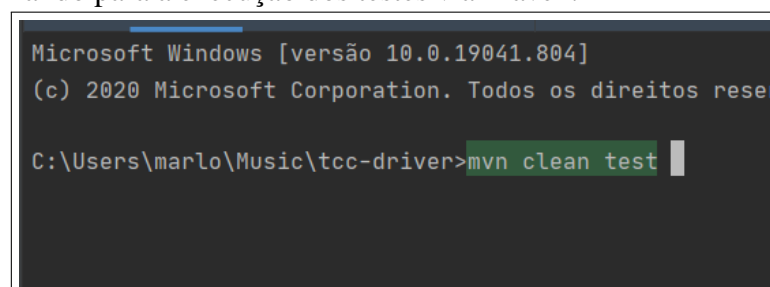 Microsoft Windows [versão 10.0.19041.804]
(c) 2020 Microsoft Corporation. Todos os direitos rese
C:\Users\marlo\Music\tcc-driver>mvn clean test